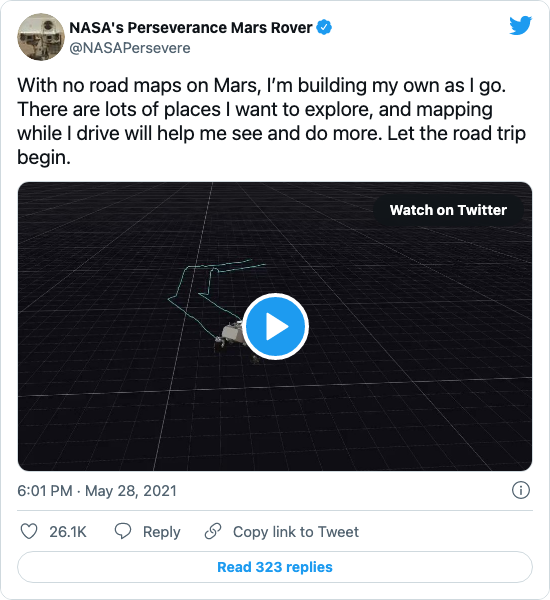 NASA's Perseverance Mars Rover
@NASAPersevere
With no road maps on Mars, I’m building my own as I go.
There are lots of places I want to explore, and mapping
while I drive will help me see and do more. Let the road trip
begin.
Watch on Twitter
6:01 PM · May 28, 2021
26.1K Reply Copy link to Tweet
Read 323 replies